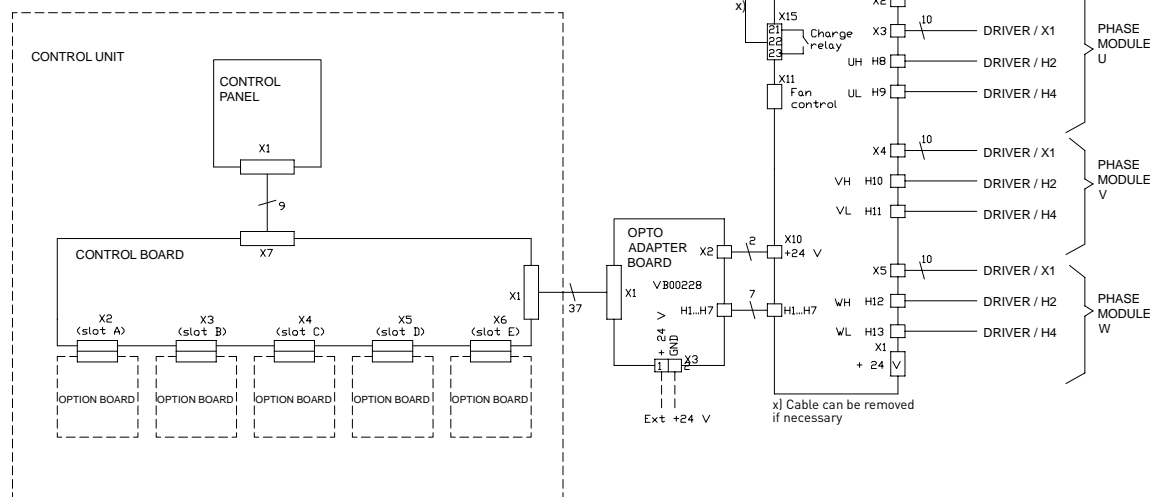 CONTROL UNIT
CONTROL
PANEL
X1
9
X7
CONTROL BOARD
X1
37
X2
(slot A)
X3
(slot B)
X4
(slot C)
X5
(slot D)
X6
(slot E)
OPTION BOARD
OPTION BOARD
OPTION BOARD
OPTION BOARD
OPTION BOARD
OPTO
ADAPTER
BOARD
VB00228
X1
X2
2
H1...H7
7
+ 24 V
GND
1
2
X3
Ext +24 V
x)
X15
21
22
23
Charge
relay
X11
Fan
control
X10
+24 V
H1...H7
x) Cable can be removed
if necessary
X2
X3
10
DRIVER / X1
UH H8
DRIVER / H2
UL H9
DRIVER / H4
PHASE
MODULE
U
X4
10
DRIVER / X1
VH H10
DRIVER / H2
VL H11
DRIVER / H4
PHASE
MODULE
V
X5
10
DRIVER / X1
WH H12
DRIVER / H2
WL H13
DRIVER / H4
PHASE
MODULE
W
X1
+ 24 V